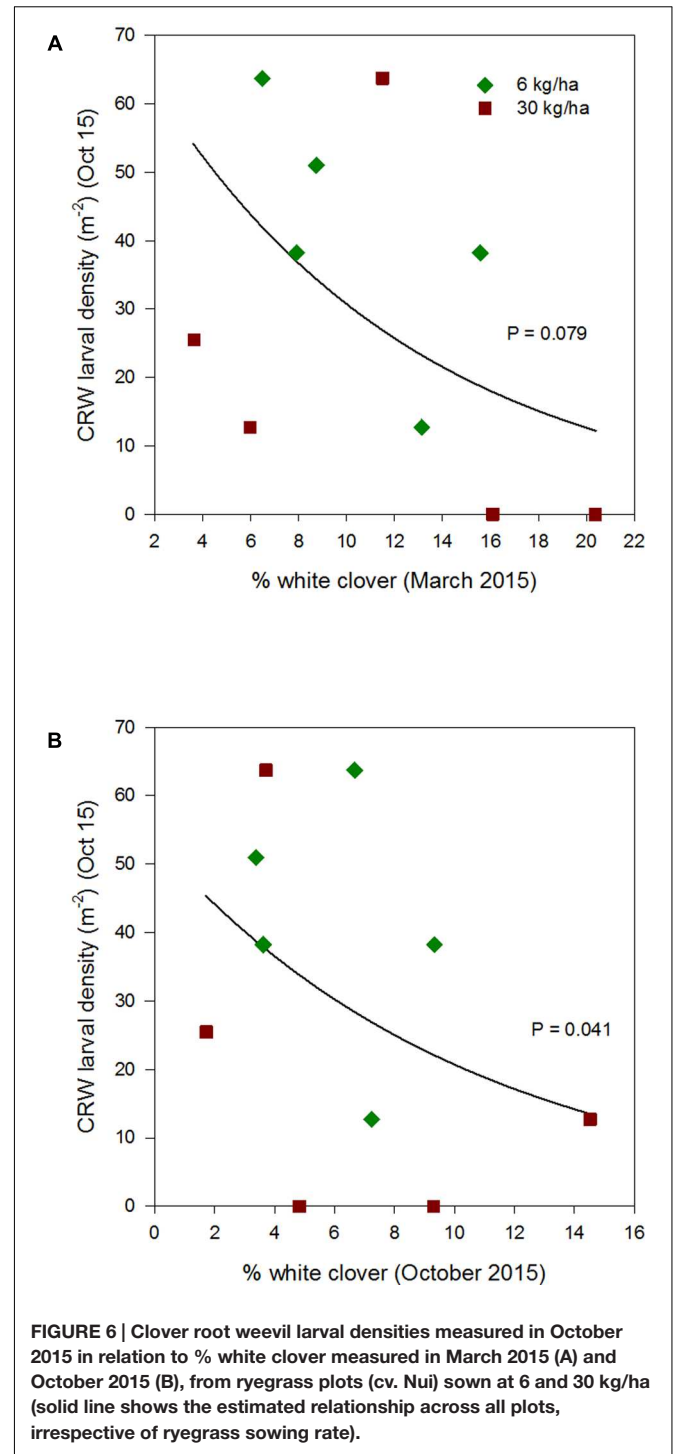 A
70
60
50
40
30
20
10
0
CRW larval density (m-2) (Oct 15)
6 kg/ha
30 kg/ha
P = 0.079
2 4 6 8 10 12 14 16 18 20 22
% white clover (March 2015)
B
70
60
50
40
30
20
10
0
CRW larval density (m-2) (Oct 15)
P = 0.041
0 2 4 6 8 10 12 14 16
% white clover (October 2015)
FIGURE 6 | Clover root weevil larval densities measured in October
2015 in relation to % white clover measured in March 2015 (A) and
October 2015 (B), from ryegrass plots (cv. Nui) sown at 6 and 30 kg/ha
(solid line shows the estimated relationship across all plots,
irrespective of ryegrass sowing rate).